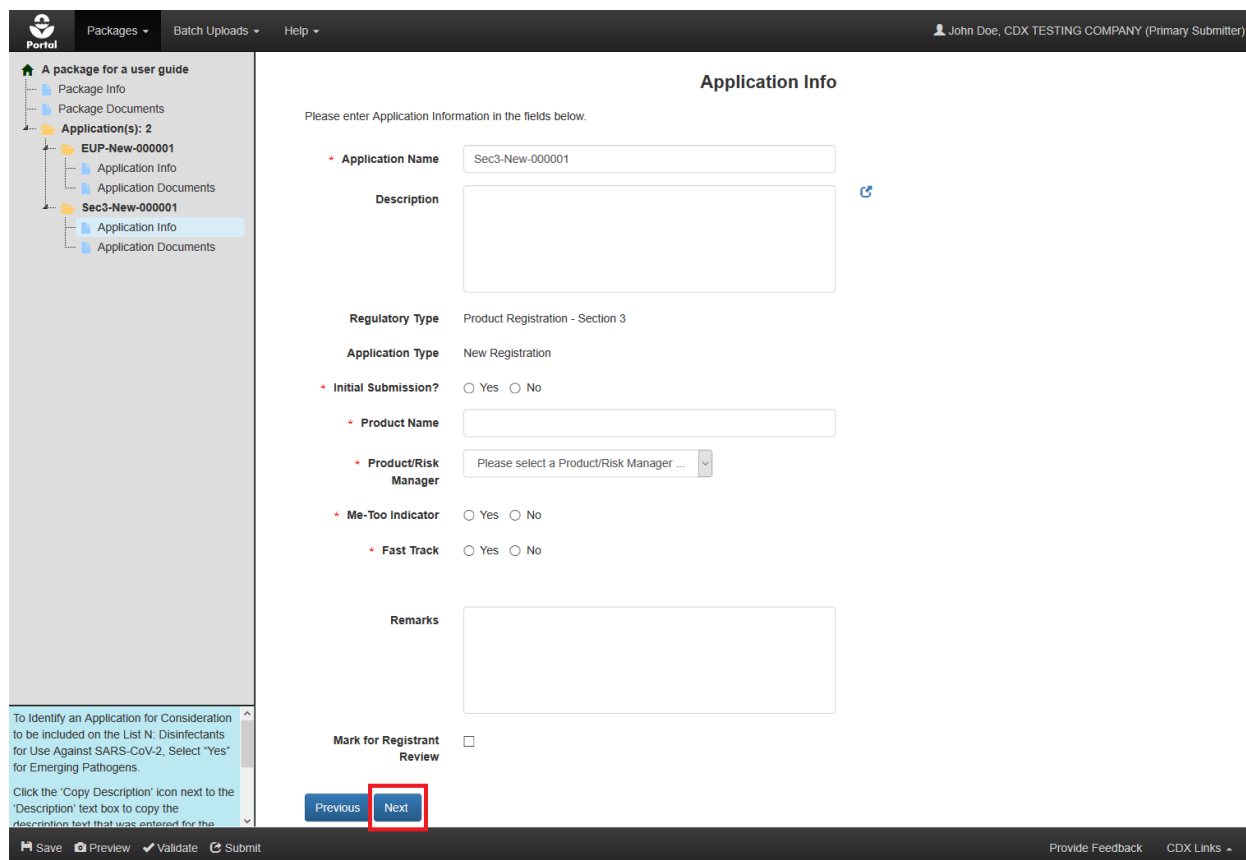 Portal
Packages
Batch Uploads
Help
John Doe, CDX TESTING COMPANY (Primary Submitter)
A package for a user guide
Package Info
Package Documents
Application(s): 2
EUP-New-000001
Application Info
Application Documents
Sec3-New-000001
Application Info
Application Documents
To Identify an Application for Consideration
to be included on the List N: Disinfectants
for Use Against SARS-CoV-2, Select “Yes”
for Emerging Pathogens.
Click the 'Copy Description' icon next to the
'Description' text box to copy the
description text that was entered for the
Application Info
Please enter Application Information in the fields below.
* Application Name Sec3-New-000001
Description
Regulatory Type Product Registration - Section 3
Application Type New Registration
* Initial Submission? Yes No
* Product Name
* Product/Risk
Manager
Please select a Product/Risk Manager ...
* Me-Too Indicator Yes No
* Fast Track Yes No
Remarks
Mark for Registrant
Review
Previous Next
Save Preview Validate Submit
Provide Feedback CDX Links